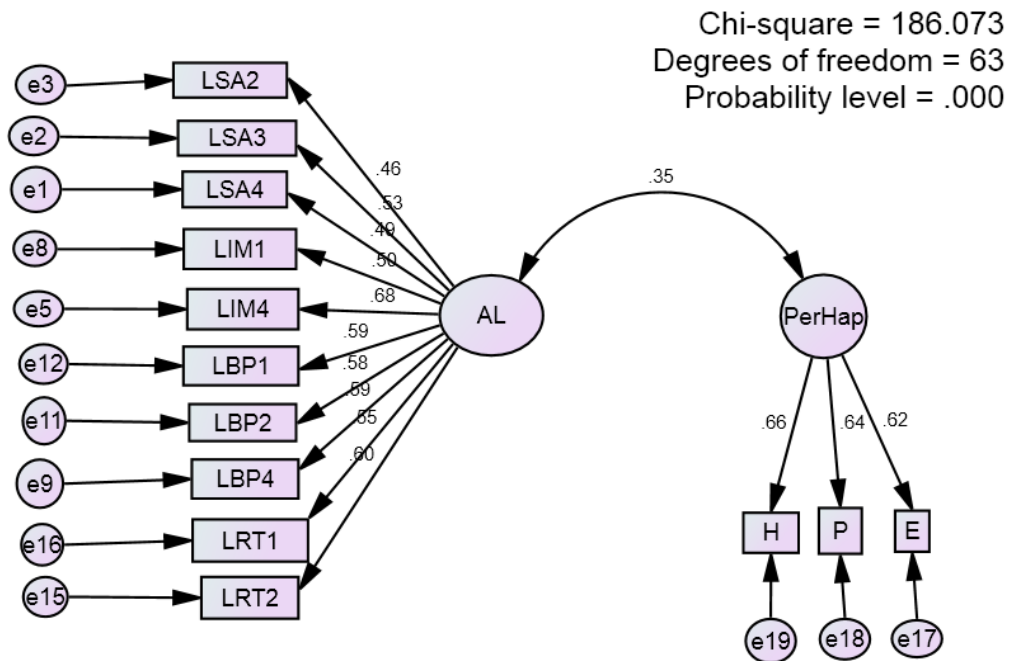 Chi-square = 186.073
Degrees of freedom = 63
Probability level = .000
e3
LSA2
e2
LSA3
e1
LSA4
e8
LIM1
e5
LIM4
e12
LBP1
e11
LBP2
e9
LBP4
e16
LRT1
e15
LRT2
.46
.53
.49
.50
.68
.59
.58
.59
.55
.60
AL
.35
PerHap
.66
.64
.62
H
P
E
e19
e18
e17